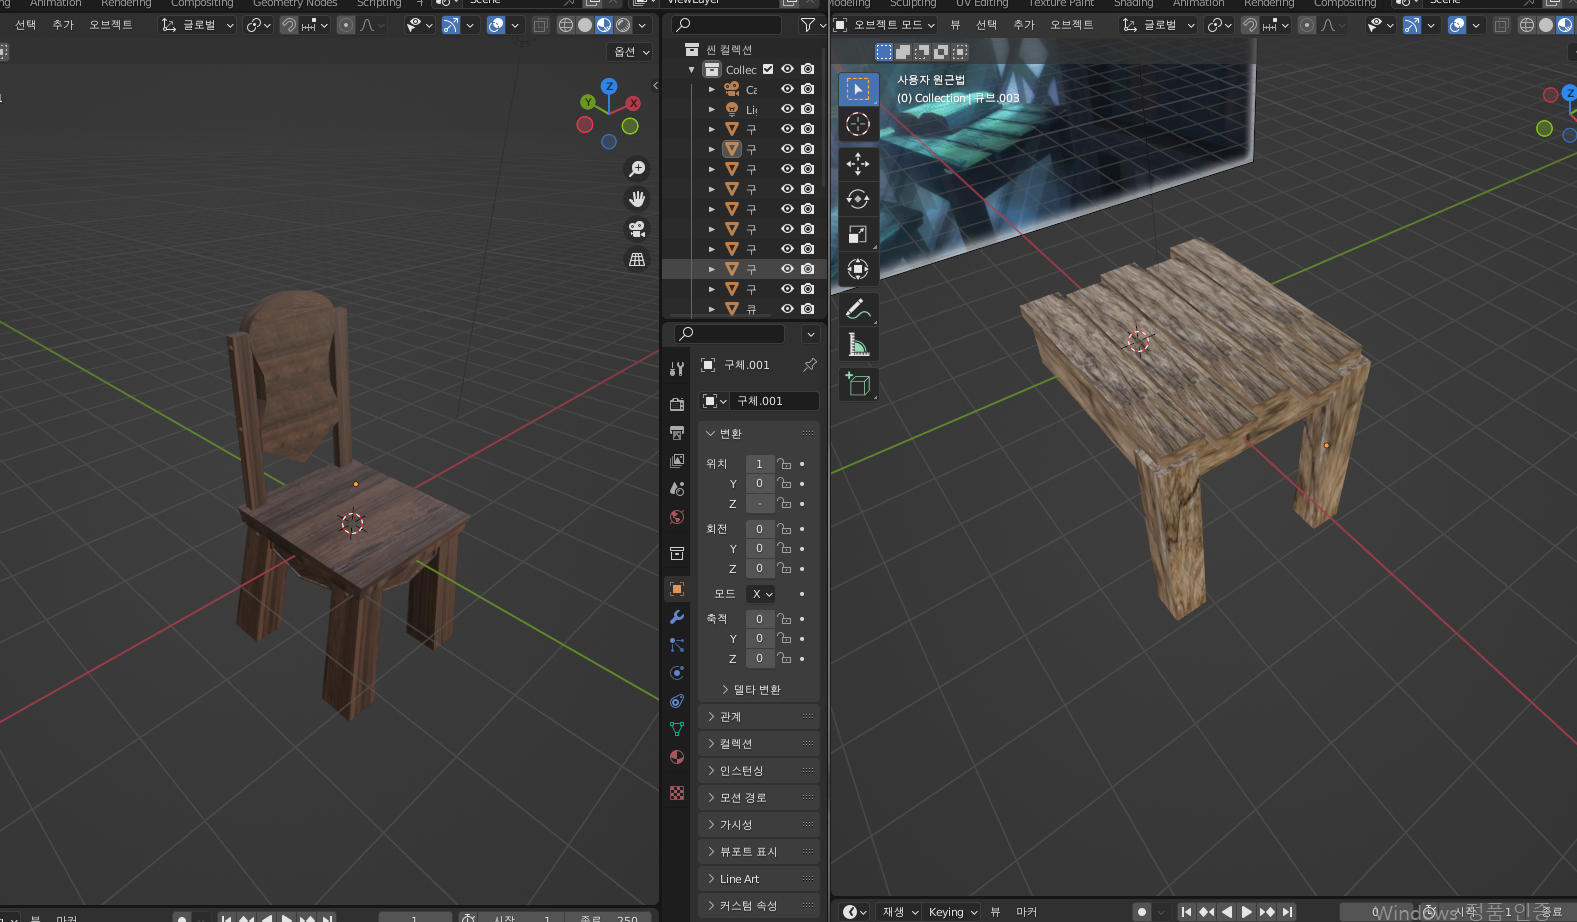 Animation Rendering Compositing Geometry Nodes Scripting + Scene ViewLayer
선택 추가 오브젝트 글로벌
옵션
Z
Y X
씬 컬렉션
Collec
Ca
Li
구
구
구
구
구
구
구
구
구
큐
구체.001
구체.001
변환
위치 1
Y 0
Z -
회전 0
Y 0
Z 0
모드 X
축적 0
Y 0
Z 0
델타 변환
관계
컬렉션
인스턴싱
모션 경로
가시성
뷰포트 표시
Line Art
커스텀 속성
뷰 마커
1 시작 1 종료 250
Modeling Sculpting UV Editing Texture Paint Shading Animation Rendering Compositing Scene
오브젝트 모드 뷰 선택 추가 오브젝트 글로벌
사용자 원근법
(0) Collection | 큐브.003
Z
재생 Keying 뷰 마커
0 시작 1 종료
Windows 정품 인증